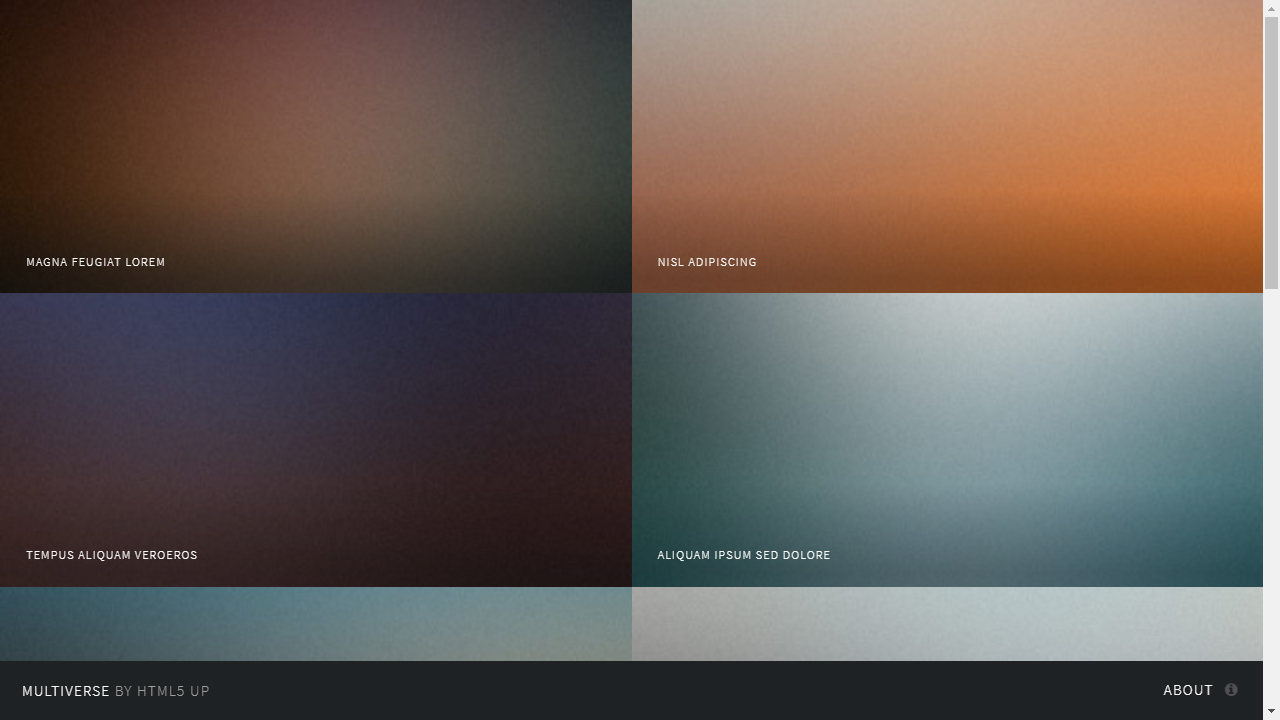 MAGNA FEUGIAT LOREM
NISL ADIPISCING
TEMPUS ALIQUAM VEROEROS
ALIQUAM IPSUM SED DOLORE
MULTIVERSE BY HTML5 UP
ABOUT